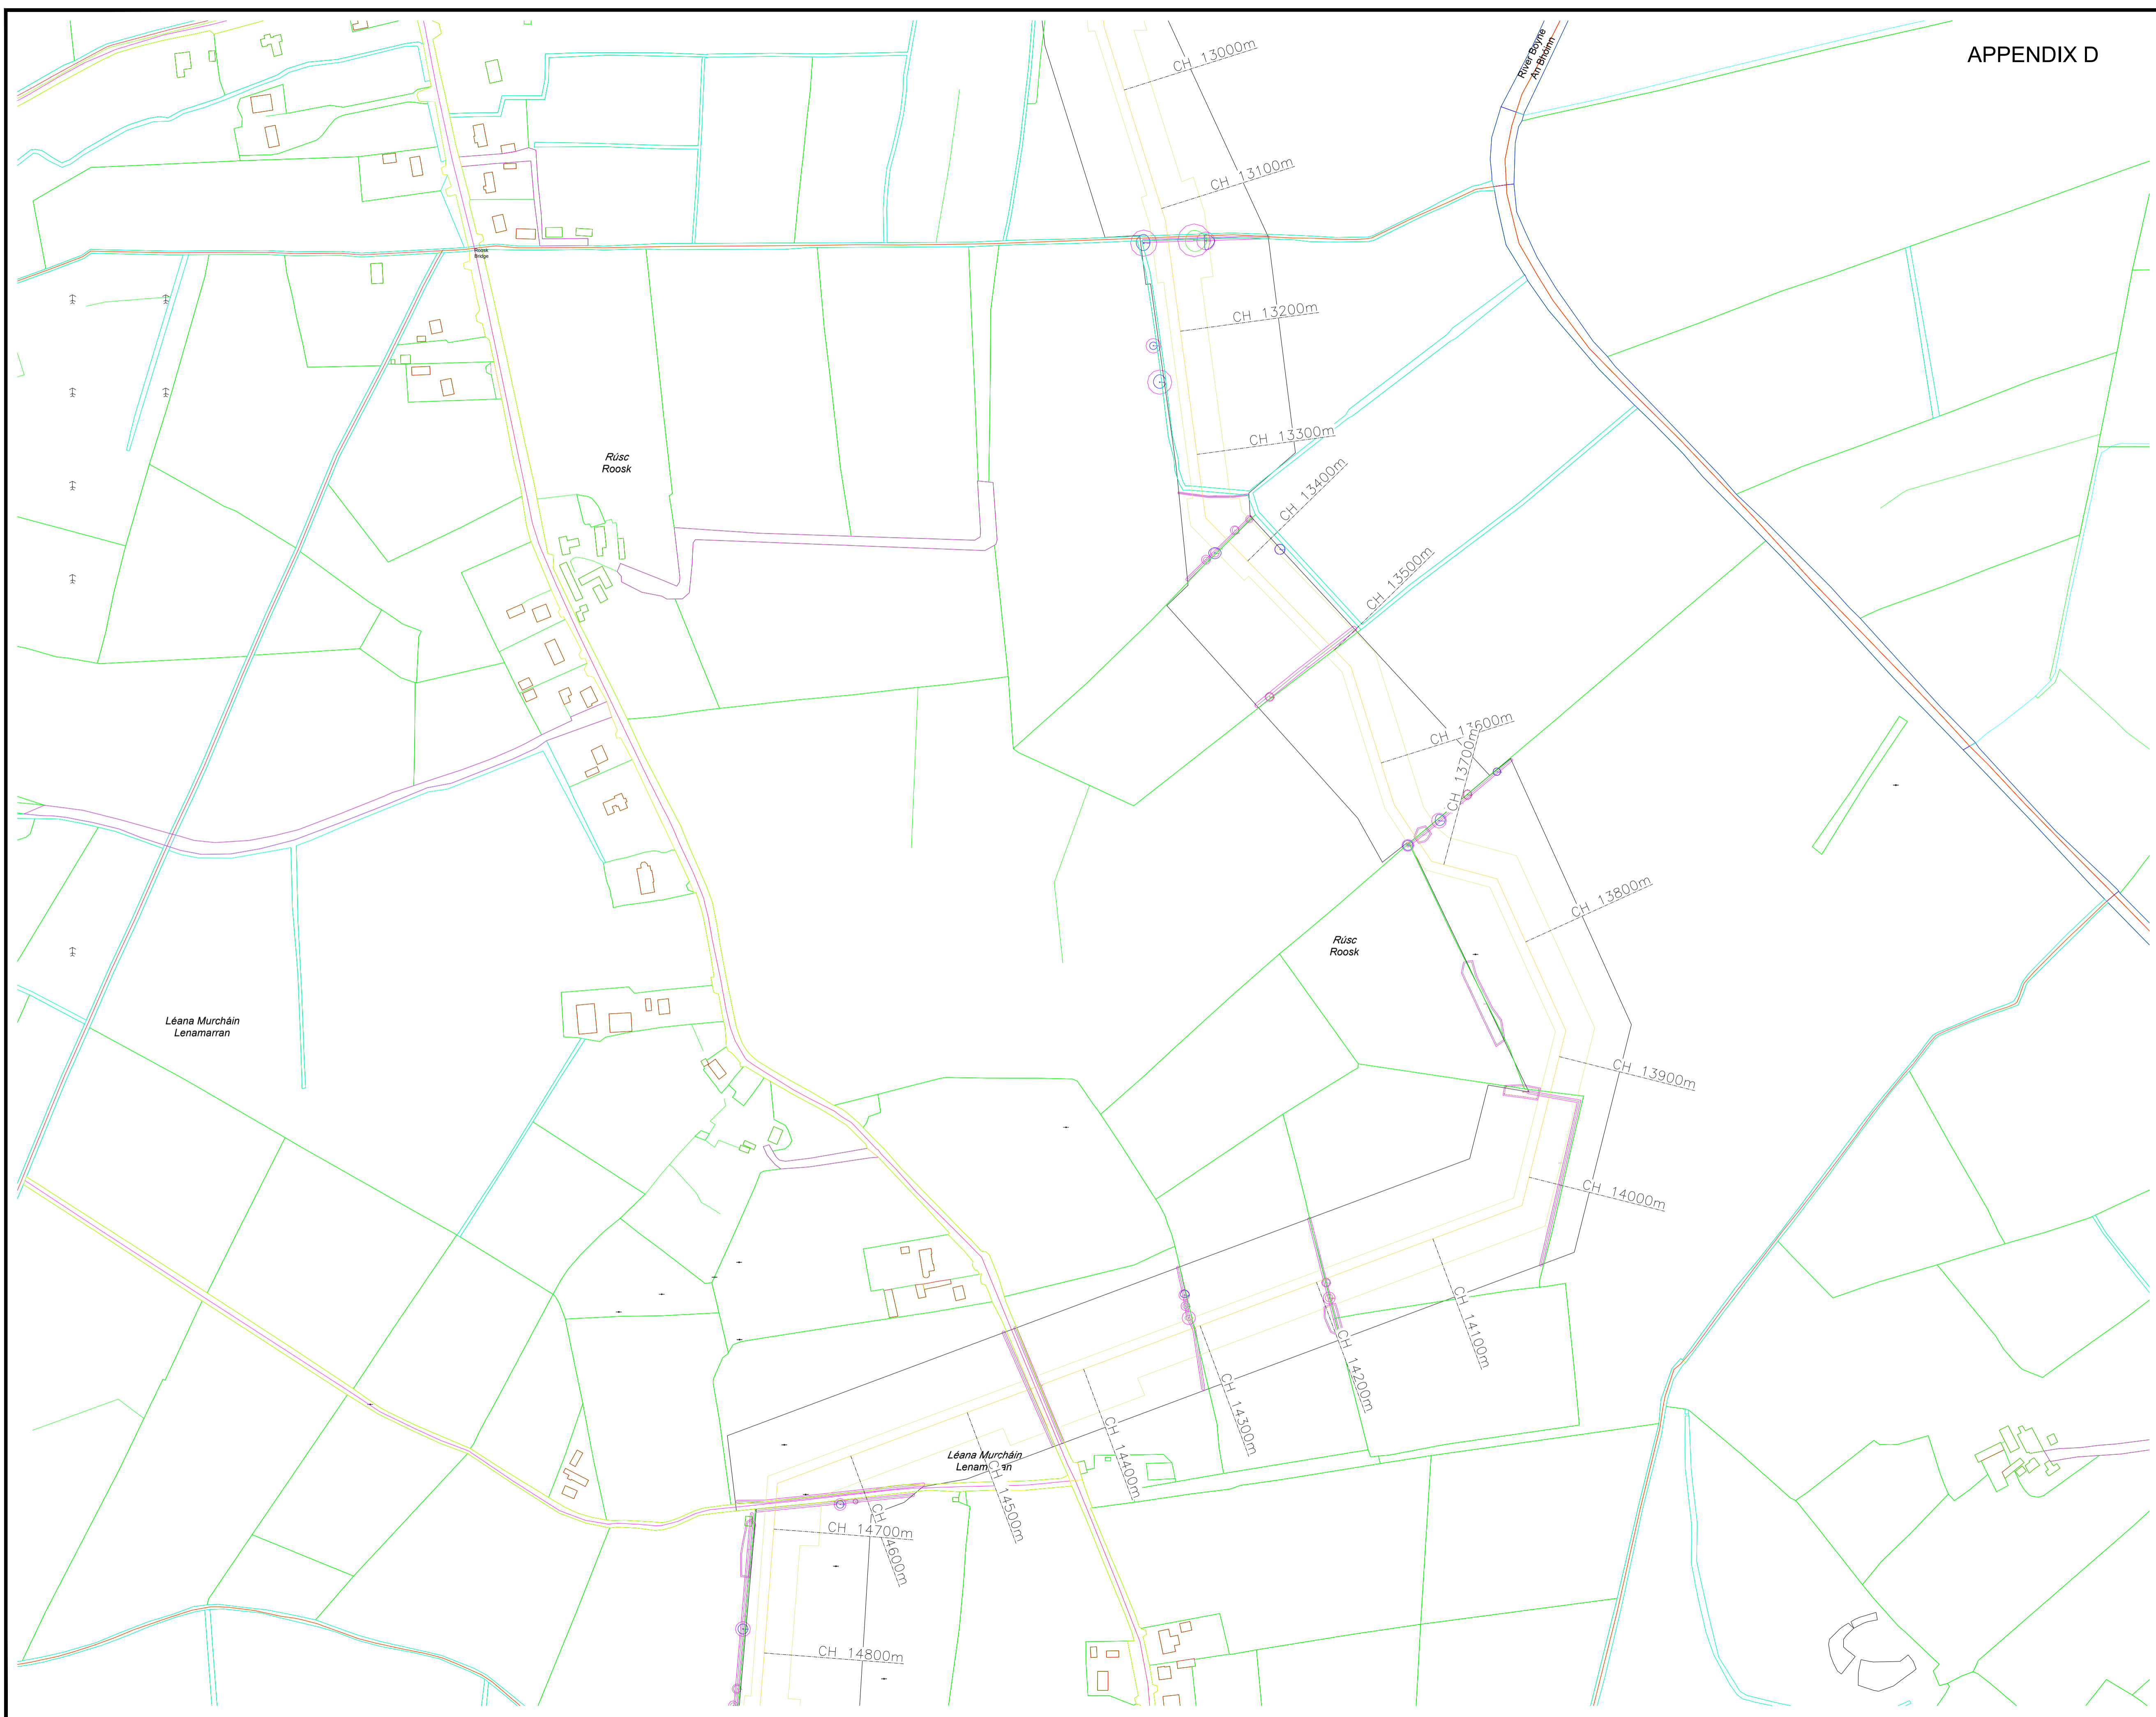 APPENDIX D
River Boyne
An Bhóinn
CH 13000m
CH 13100m
Roosk
Bridge
CH 13200m
CH 13300m
Rúsc
Roosk
CH 13400m
CH 13500m
CH 13600m
CH 13700m
CH 13800m
Rúsc
Roosk
Léana Murcháin
Lenamarran
CH 13900m
CH 14000m
CH 14100m
CH 14200m
CH 14300m
CH 14400m
Léana Murcháin
CH 14500m
CH 14600m
CH 14700m
CH 14800m